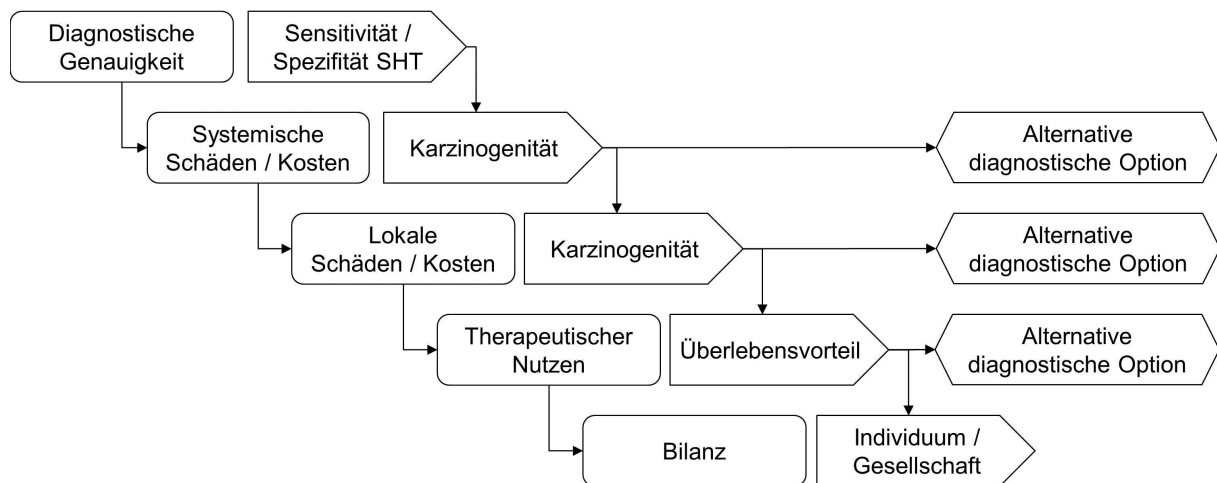 Diagnostische
Genauigkeit
Sensitivität /
Spezifität SHT
Systemische
Schäden / Kosten
Karzinogenität
Alternative
diagnostische Option
Lokale
Schäden / Kosten
Karzinogenität
Alternative
diagnostische Option
Therapeutischer
Nutzen
Überlebensvorteil
Alternative
diagnostische Option
Bilanz
Individuum /
Gesellschaft